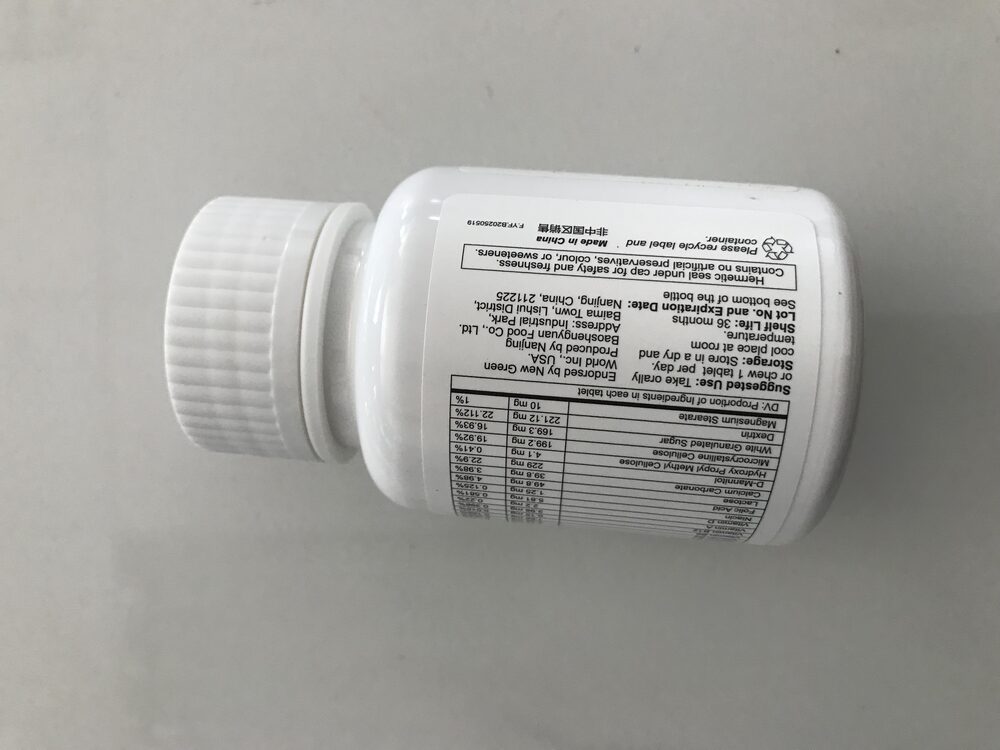 Vitamin A
Vitamin D
Niacin 5.81 mg 0.581%
Folic Acid 1.25 mg 0.125%
Lactose 49.8 mg 4.98%
Calcium Carbonate 39.8 mg 3.98%
D-Mannitol 229 mg 22.9%
Hydroxy Propyl Methyl Cellulose 4.1 mg 0.41%
Microcrystalline Cellulose 199.2 mg 19.92%
White Granulated Sugar 169.3 mg 16.93%
Dextrin 221.12 mg 22.112%
Magnesium Stearate 10 mg 1%
DV: Proportion of Ingredients in each tablet
Suggested Use: Take orally
or chew 1 tablet per day.
Storage: Store in a dry and
cool place at room
temperature.
Shelf Life: 36 months
Lot No. and Expiration Date:
See bottom of the bottle
Endorsed by New Green
World Inc., USA.
Produced by Nanjing
Baoshengyuan Food Co., Ltd.
Address: Industrial Park,
Baima Town, Lishui District,
Nanjing, China, 211225
Hermetic seal under cap for safety and freshness.
Contains no artificial preservatives, colour, or sweeteners.
Please recycle label and
container.
Made in China
非中国区销售
F.YF.B20250519